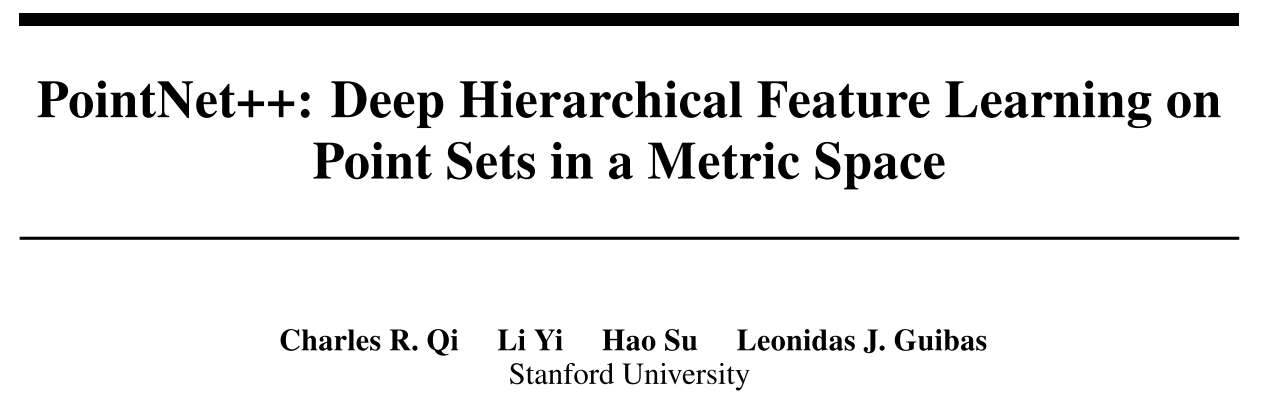 PointNet++: Deep Hierarchical Feature Learning on
Point Sets in a Metric Space
Charles R. Qi Li Yi Hao Su Leonidas J. Guibas
Stanford University